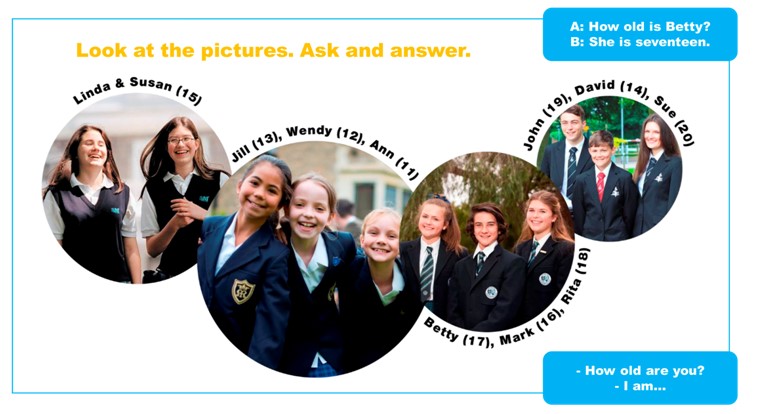 A: How old is Betty?
B: She is seventeen.
Look at the pictures. Ask and answer.
Linda & Susan (15)
Jill (13), Wendy (12), Ann (11)
John (19), David (14), Sue (20)
Betty (17), Mark (16), Rita (18)
- How old are you?
- I am...